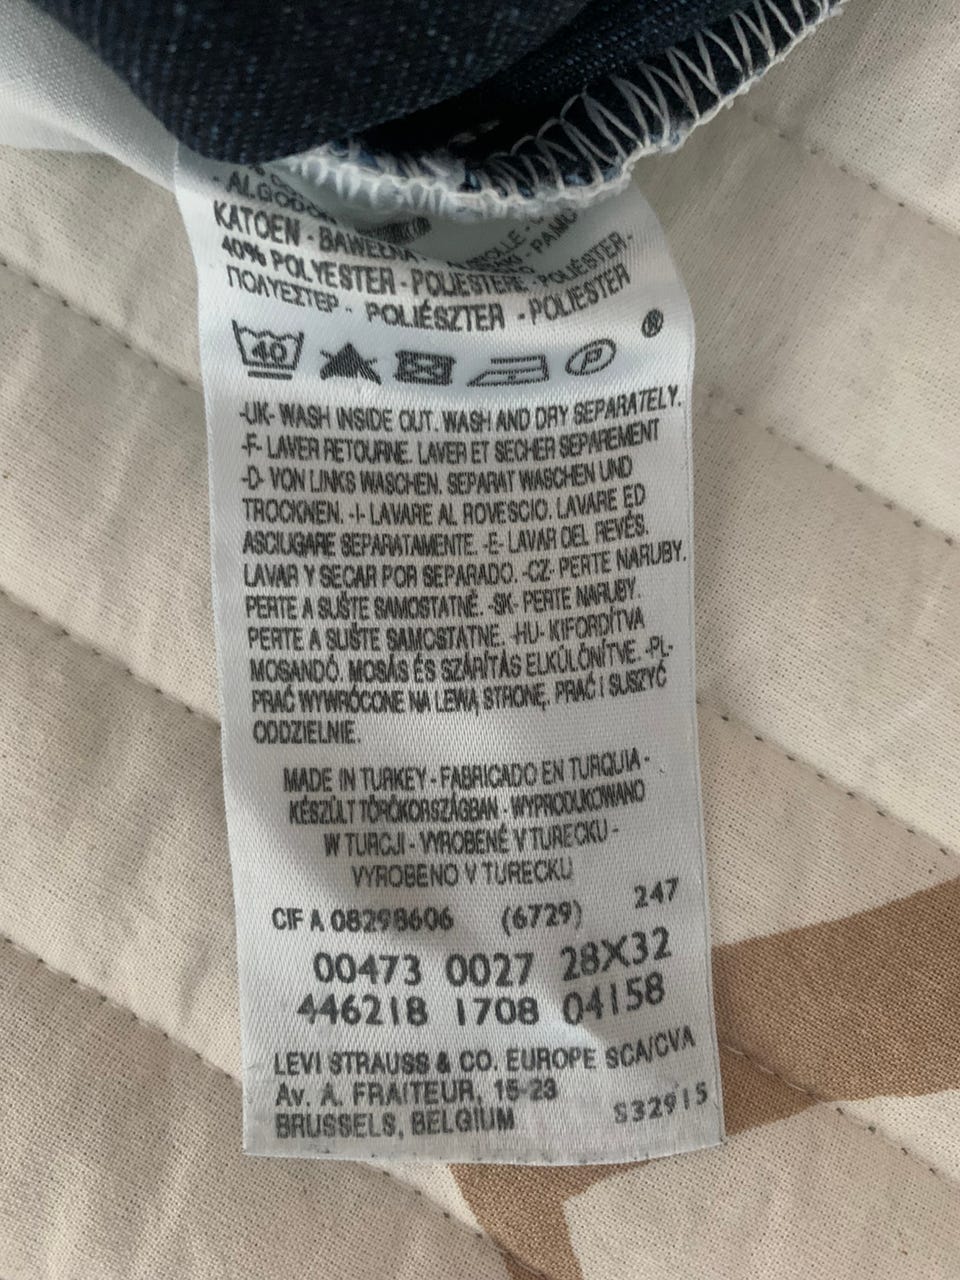 - ALGODÓN
KATOEN - BAWEŁNA
40% POLYESTER - POLIESTERE - POLIÉSTER -
ΠΟΛΥΕΣΤΕΡ - POLIÉSZTER - POLIESTER
®
40 P
-UK- WASH INSIDE OUT. WASH AND DRY SEPARATELY.
-F- LAVER RETOURNE. LAVER ET SECHER SEPAREMENT
-D- VON LINKS WASCHEN. SEPARAT WASCHEN UND
TROCKNEN. -I- LAVARE AL ROVESCIO. LAVARE ED
ASCIUGARE SEPARATAMENTE. -E- LAVAR DEL REVÉS.
LAVAR Y SECAR POR SEPARADO. -CZ- PERTE NARUBY.
PERTE A SUŠTE SAMOSTATNĚ. -SK- PERTE NARUBY.
PERTE A SUŠTE SAMOSTATNE. -HU- KIFORDÍTVA
MOSANDÓ. MOSÁS ÉS SZÁRÍTÁS ELKÜLÖNÍTVE. -PL-
PRAĆ WYWRÓCONE NA LEWĄ STRONĘ. PRAĆ I SUSZYĆ
ODDZIELNIE.
MADE IN TURKEY - FABRICADO EN TURQUIA -
KÉSZÜLT TÖRÖKORSZÁGBAN - WYPRODUKOWANO
W TURCJI - VYROBENÉ V TURECKU -
VYROBENO V TURECKU
CIF A 08298606 (6729) 247
00473 0027 28X32
446218 1708 04158
LEVI STRAUSS & CO. EUROPE SCA/CVA
Av. A. FRAITEUR, 15-23
BRUSSELS, BELGIUM S32915